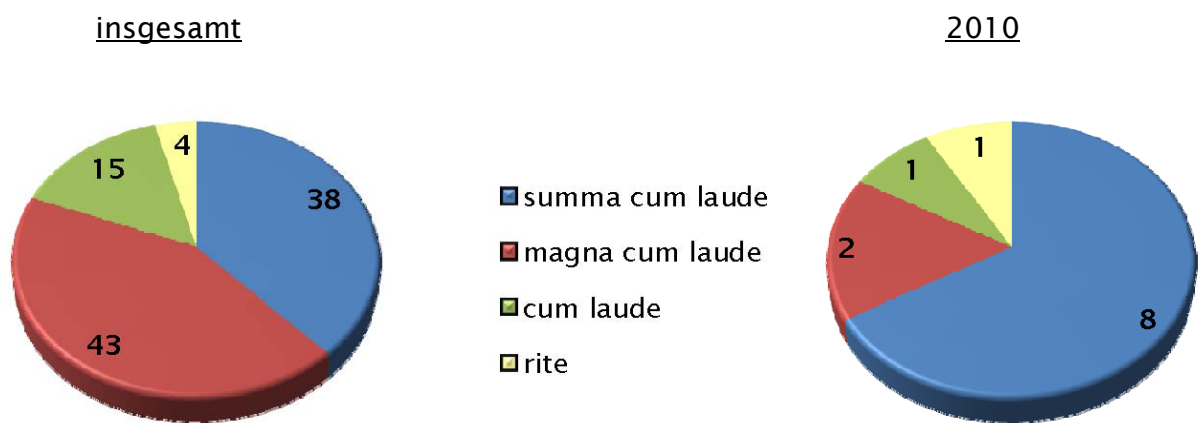 insgesamt
2010
4
15
38
43
summa cum laude
magna cum laude
cum laude
rite
1
1
2
8